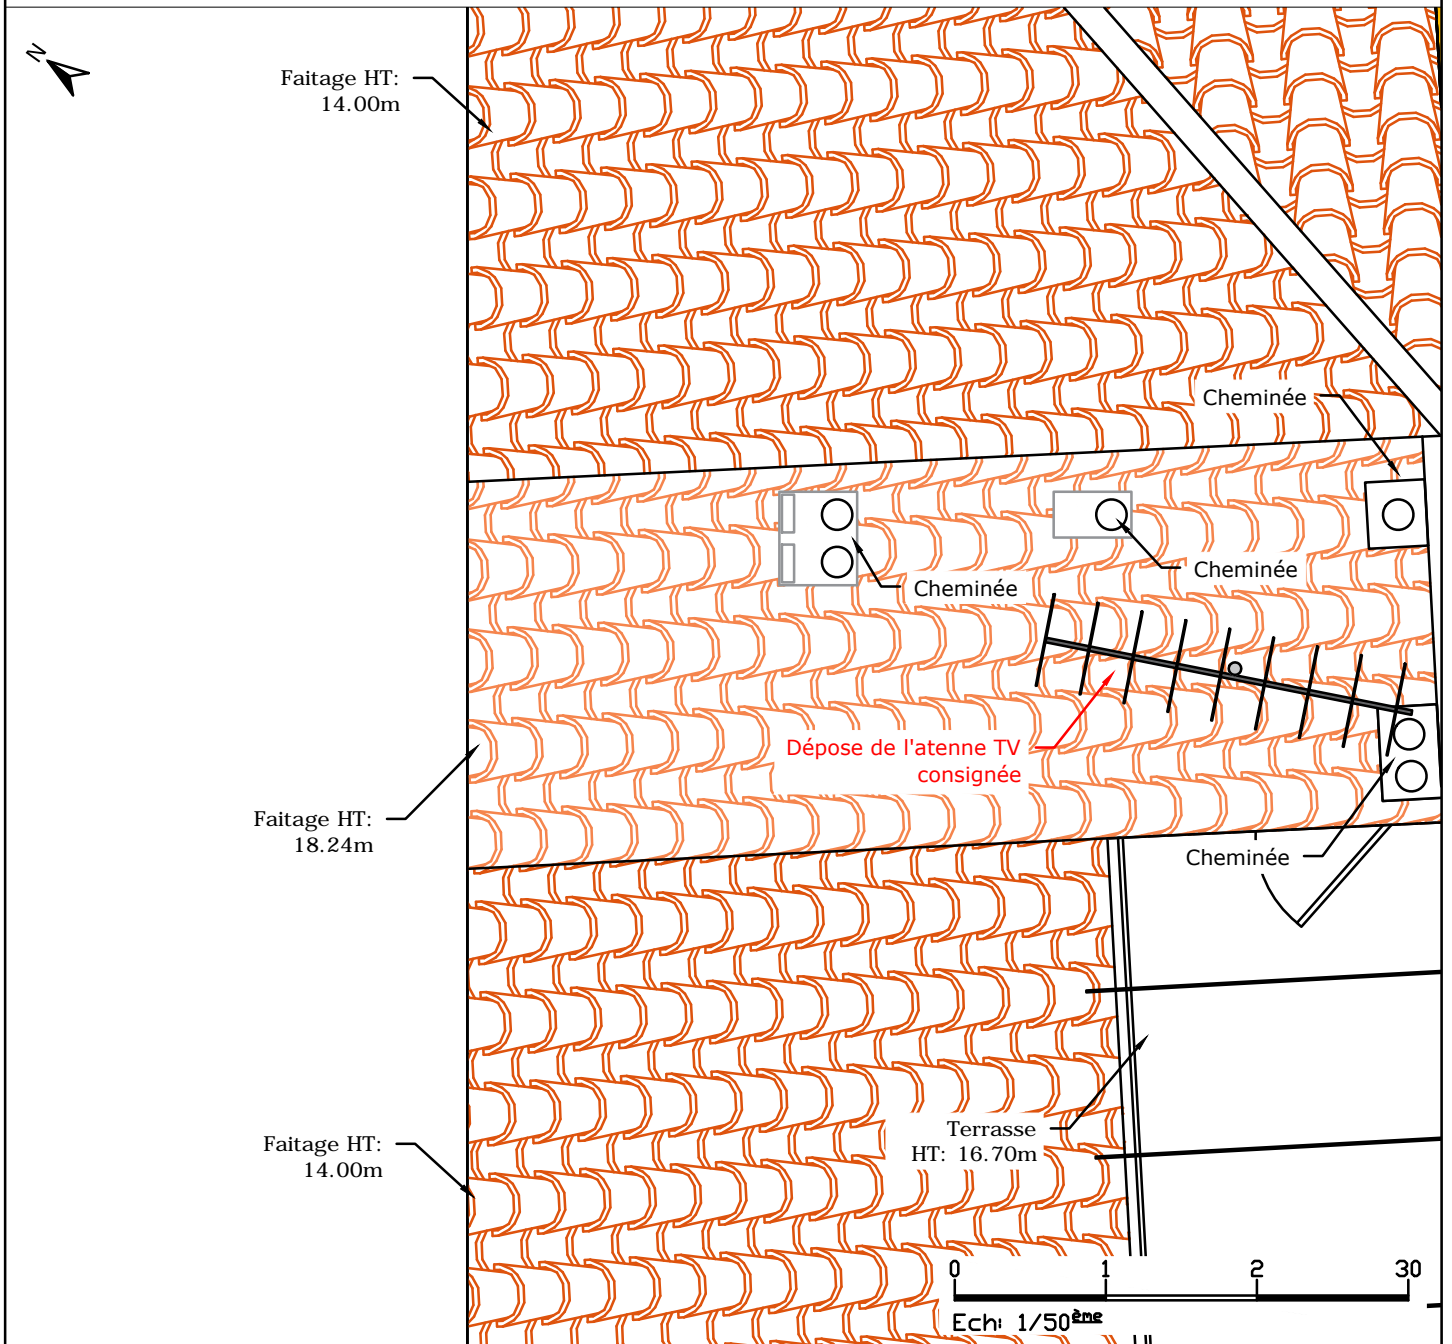 N
Faitage HT:
14.00m
Cheminée
Cheminée
Cheminée
Dépose de l'atenne TV
consignée
Faitage HT:
18.24m
Cheminée
Terrasse
HT: 16.70m
Faitage HT:
14.00m
0 1 2 30
Ech: 1/50ème